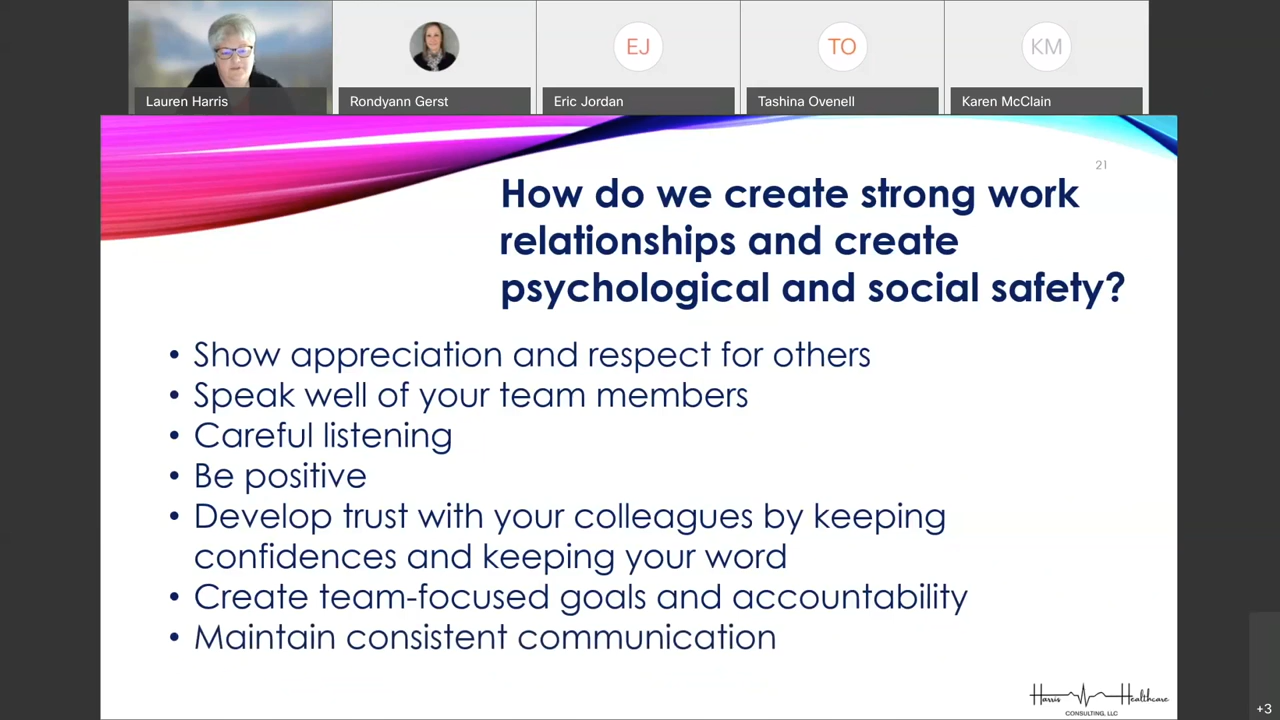 EJ
TO
KM
Lauren Harris
Rondyann Gerst
Eric Jordan
Tashina Ovenell
Karen McClain
21
How do we create strong work
relationships and create
psychological and social safety?
• Show appreciation and respect for others
• Speak well of your team members
• Careful listening
• Be positive
• Develop trust with your colleagues by keeping
confidences and keeping your word
• Create team-focused goals and accountability
• Maintain consistent communication
Harris Healthcare
CONSULTING, LLC
+3